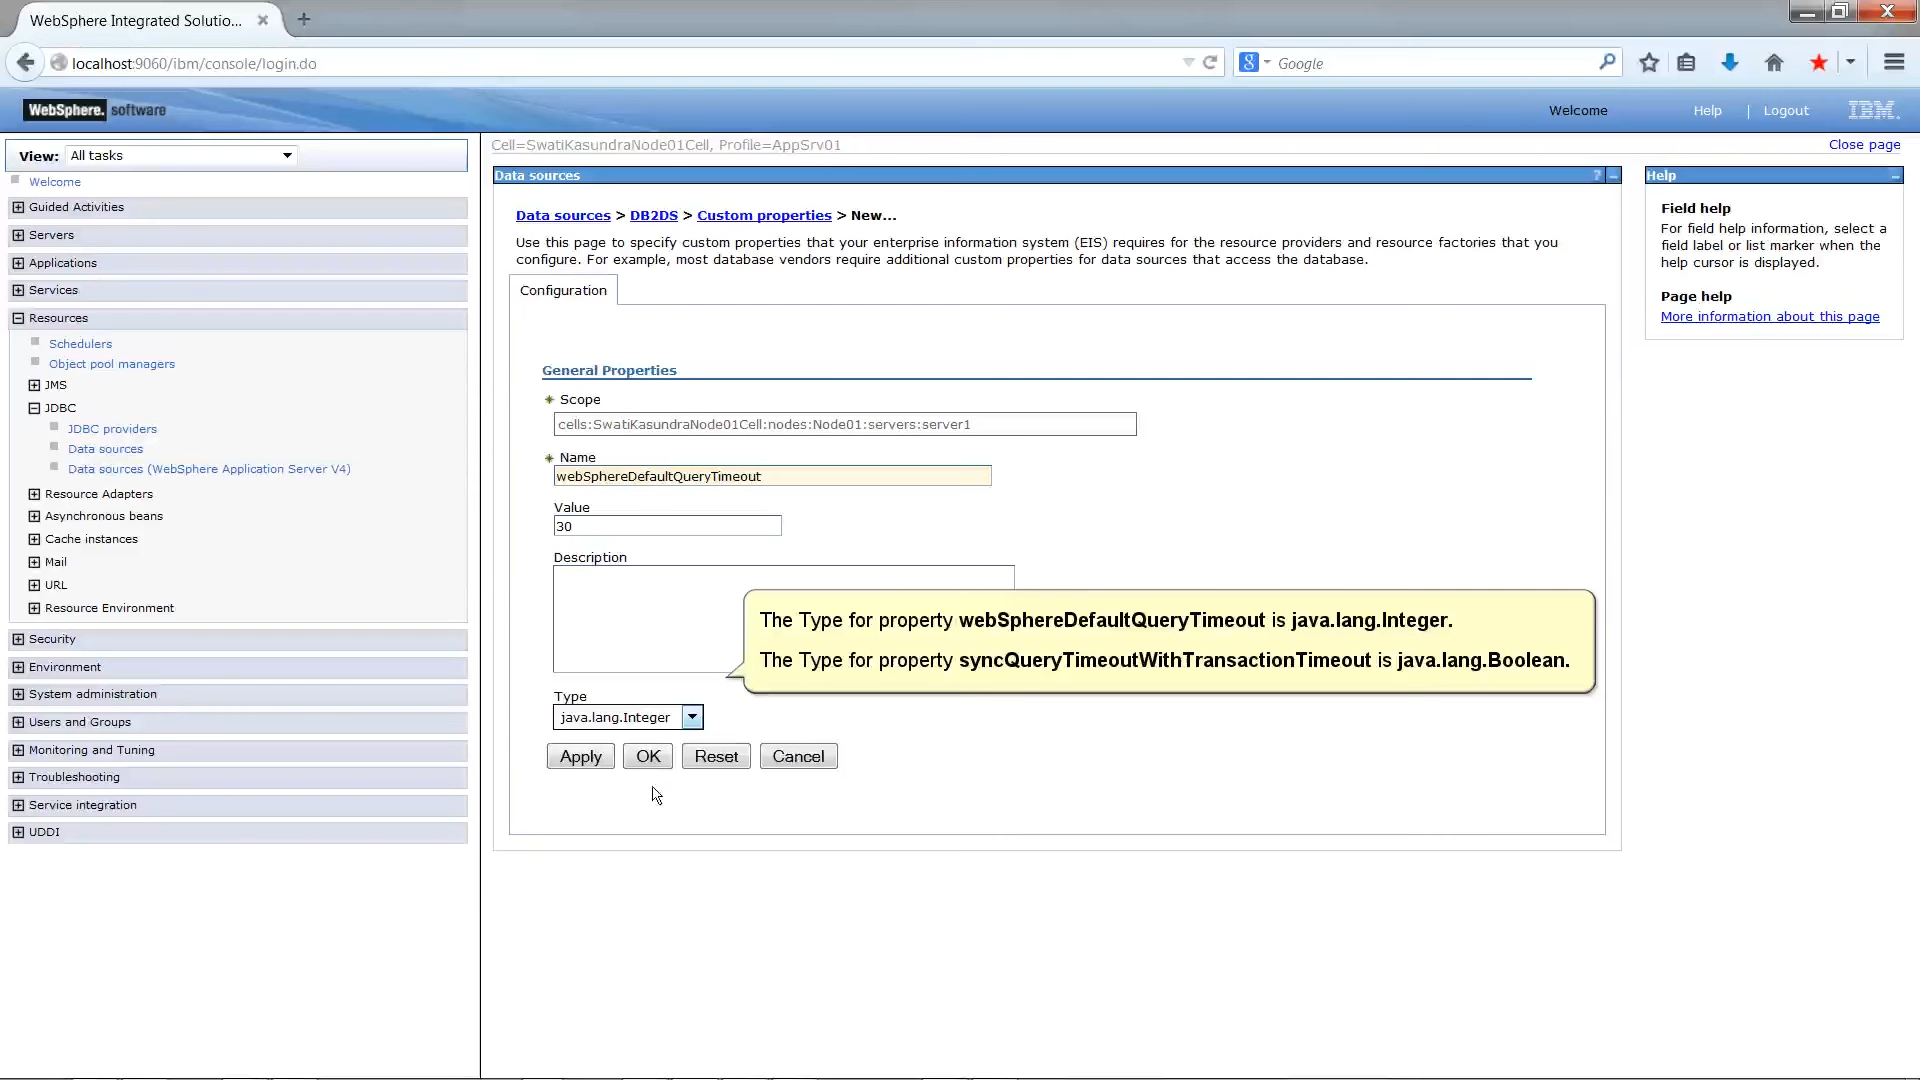 WebSphere Integrated Solutio...
localhost:9060/ibm/console/login.do
Google
WebSphere. software
Welcome
Help
Logout
IBM.
View: All tasks
Welcome
Guided Activities
Servers
Applications
Services
Resources
Schedulers
Object pool managers
JMS
JDBC
JDBC providers
Data sources
Data sources (WebSphere Application Server V4)
Resource Adapters
Asynchronous beans
Cache instances
Mail
URL
Resource Environment
Security
Environment
System administration
Users and Groups
Monitoring and Tuning
Troubleshooting
Service integration
UDDI
Cell=SwatiKasundraNode01Cell, Profile=AppSrv01
Close page
Data sources
?
Data sources > DB2DS > Custom properties > New...
Use this page to specify custom properties that your enterprise information system (EIS) requires for the resource providers and resource factories that you
configure. For example, most database vendors require additional custom properties for data sources that access the database.
Configuration
General Properties
Scope
cells:SwatiKasundraNode01Cell:nodes:Node01:servers:server1
Name
webSphereDefaultQueryTimeout
Value
30
Description
The Type for property webSphereDefaultQueryTimeout is java.lang.Integer.
The Type for property syncQueryTimeoutWithTransactionTimeout is java.lang.Boolean.
Type
java.lang.Integer
Apply
OK
Reset
Cancel
Help
Field help
For field help information, select a
field label or list marker when the
help cursor is displayed.
Page help
More information about this page